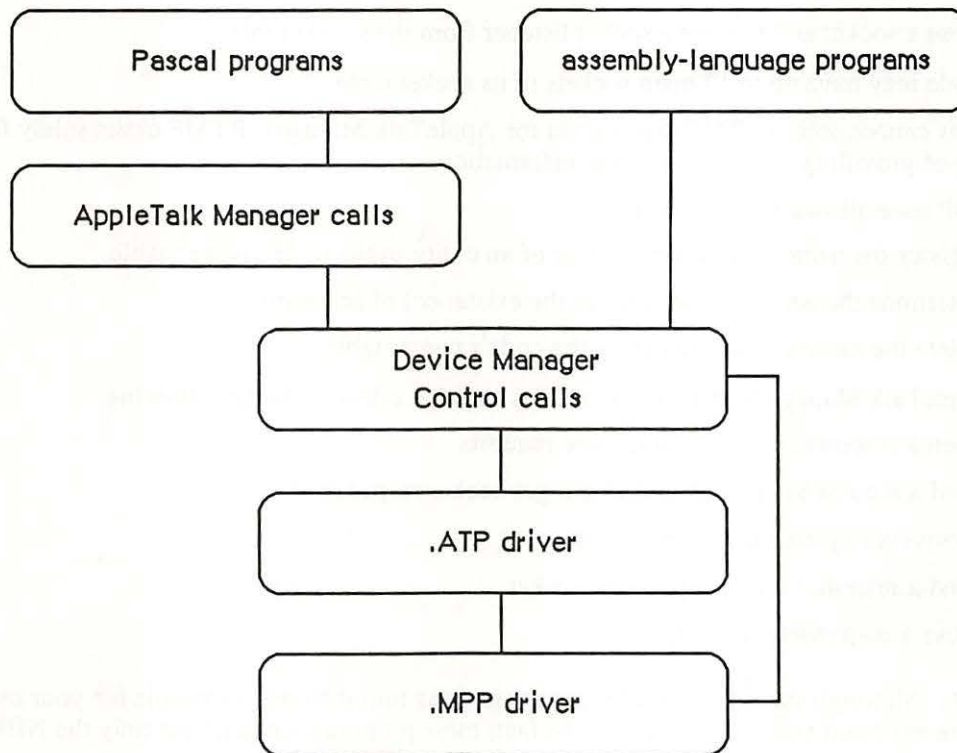 Pascal programs
assembly-language programs
AppleTalk Manager calls
Device Manager
Control calls
.ATP driver
.MPP driver